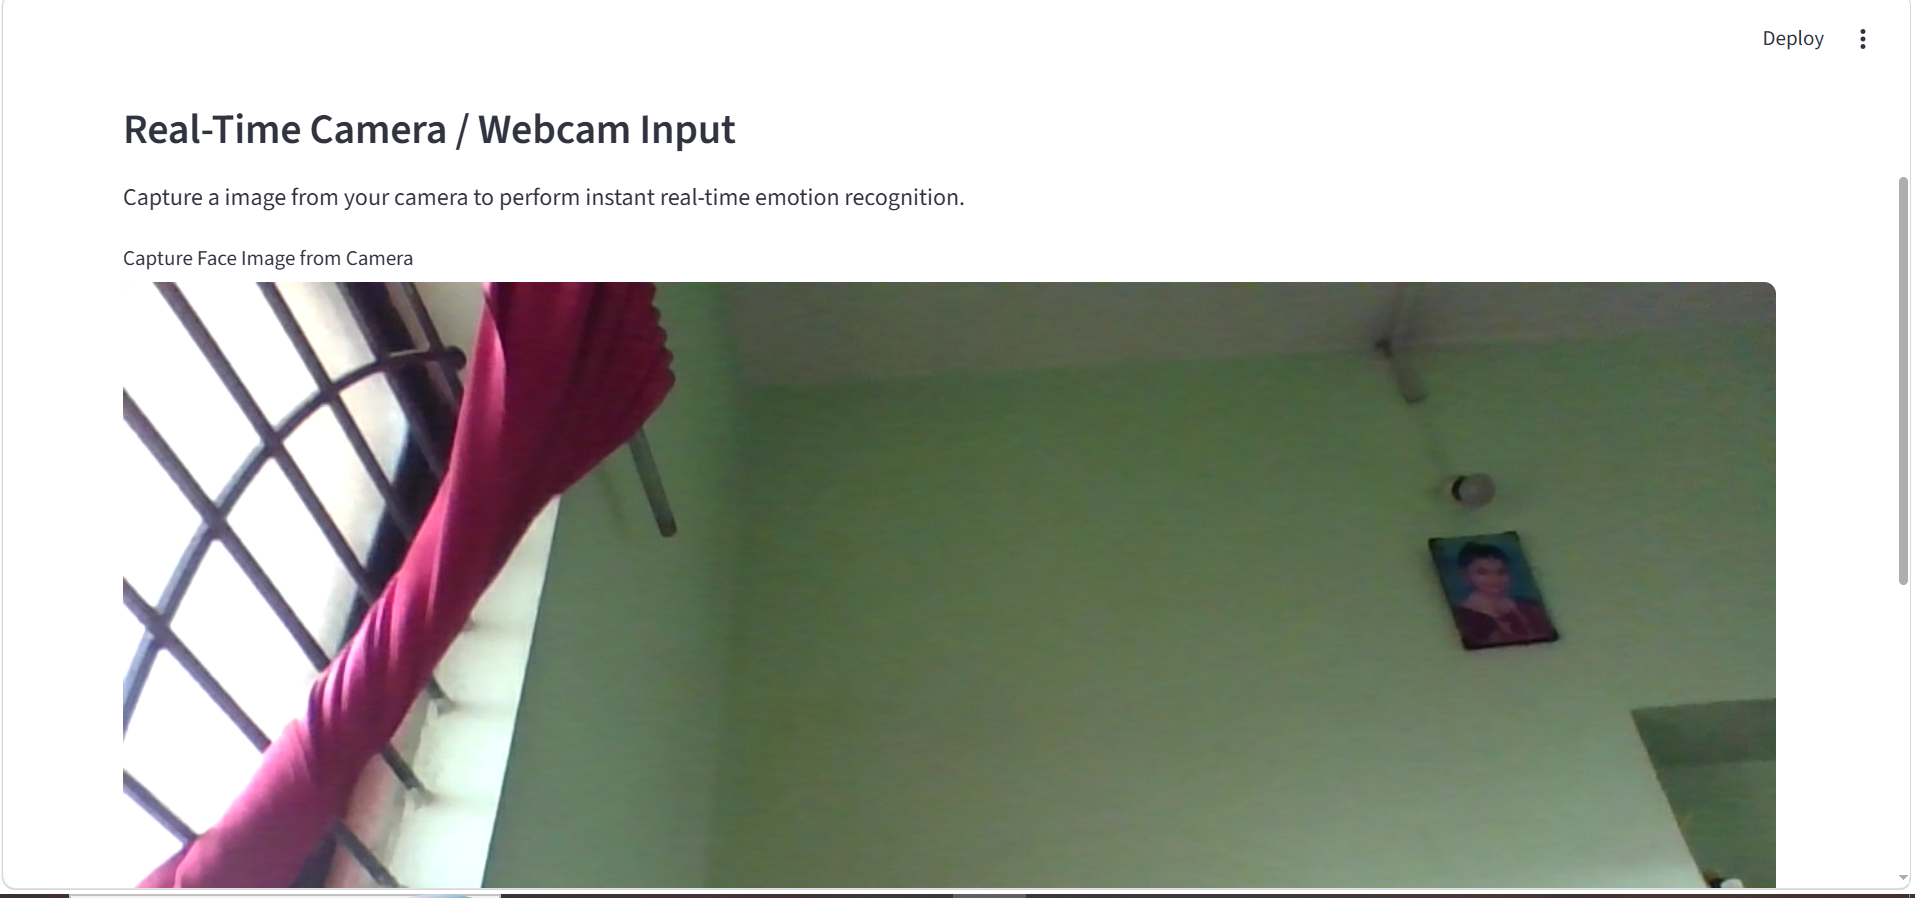 Deploy
Real-Time Camera / Webcam Input
Capture a image from your camera to perform instant real-time emotion recognition.
Capture Face Image from Camera